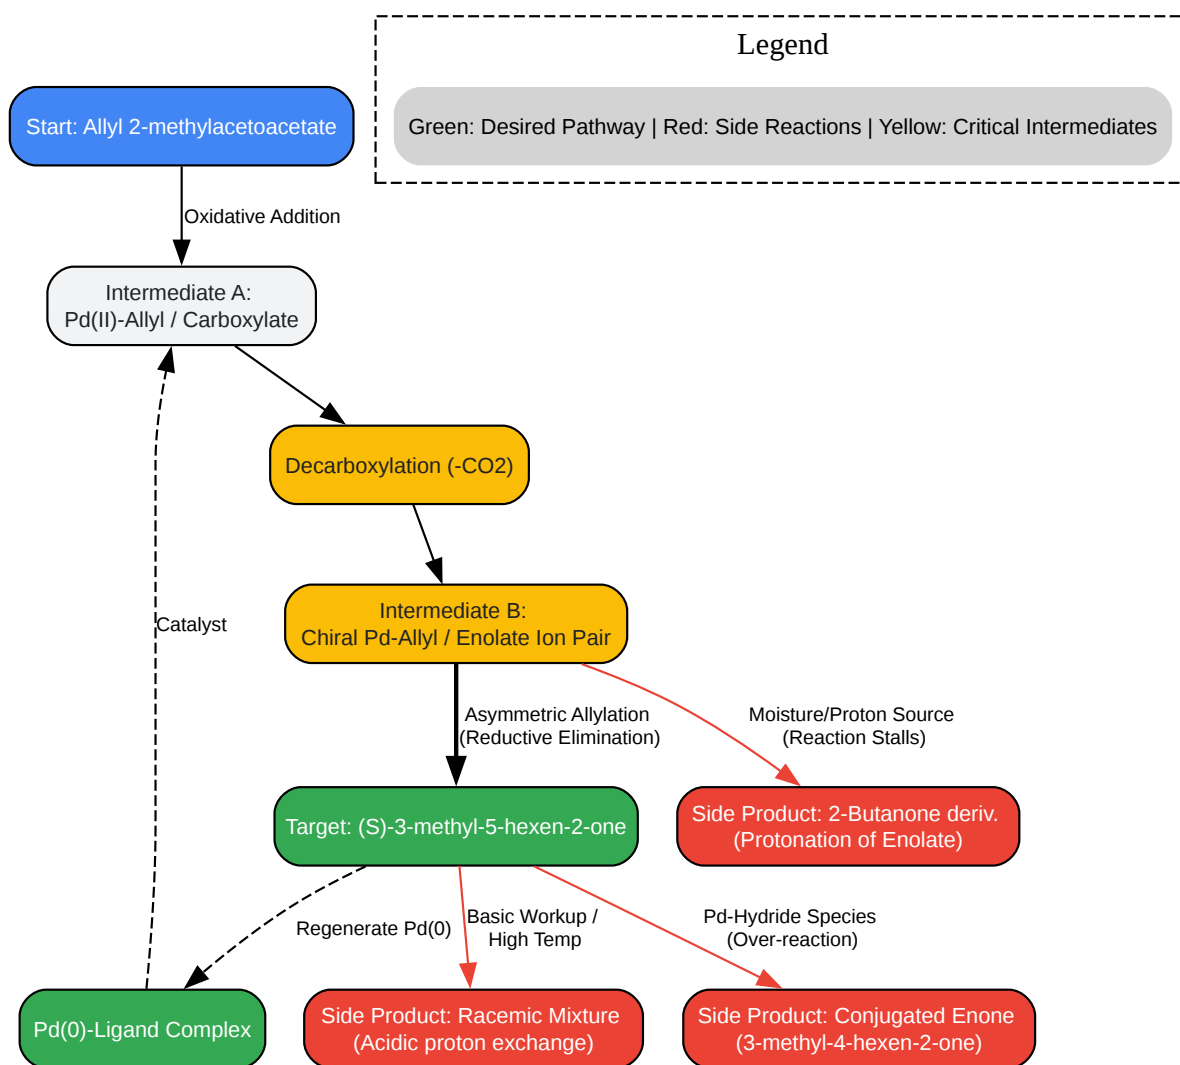 Legend
Green: Desired Pathway | Red: Side Reactions | Yellow: Critical Intermediates
Start: Allyl 2-methylacetoacetate
Oxidative Addition
Intermediate A:
Pd(II)-Allyl / Carboxylate
Decarboxylation (-CO2)
Intermediate B:
Chiral Pd-Allyl / Enolate Ion Pair
Catalyst
Asymmetric Allylation
(Reductive Elimination)
Moisture/Proton Source
(Reaction Stalls)
Target: (S)-3-methyl-5-hexen-2-one
Side Product: 2-Butanone deriv.
(Protonation of Enolate)
Regenerate Pd(0)
Basic Workup /
High Temp
Pd-Hydride Species
(Over-reaction)
Pd(0)-Ligand Complex
Side Product: Racemic Mixture
(Acidic proton exchange)
Side Product: Conjugated Enone
(3-methyl-4-hexen-2-one)